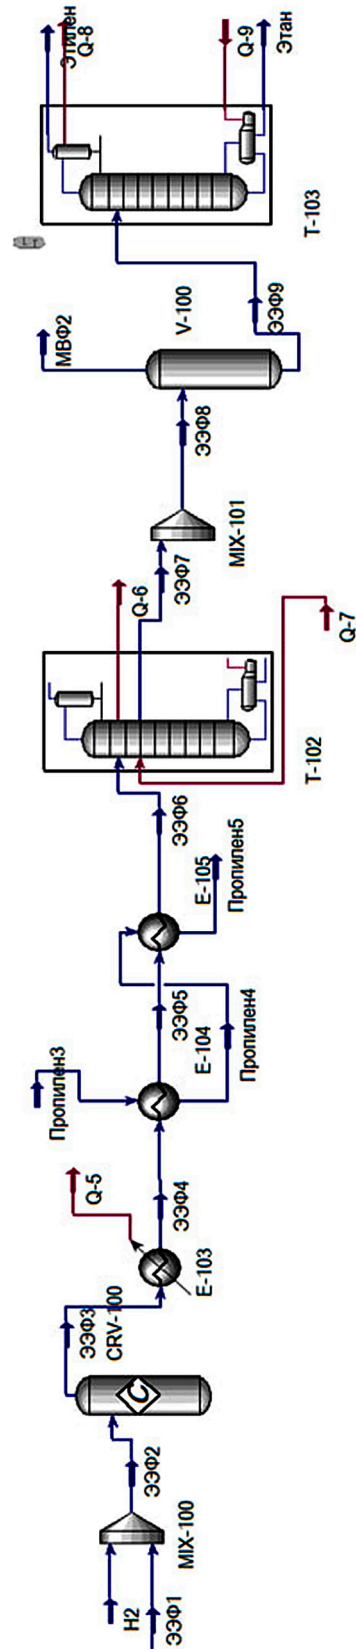 H2
ЭЭФ1
MIX-100
ЭЭФ2
ЭЭФ3
CRV-100
E-103
Q-5
ЭЭФ4
Пропилен3
E-104
Пропилен4
ЭЭФ5
E-105
Пропилен5
ЭЭФ6
T-102
Q-6
Q-7
ЭЭФ7
MIX-101
ЭЭФ8
МВФ2
V-100
ЭЭФ9
T-103
Этилен
Q-8
Q-9
Этан
C